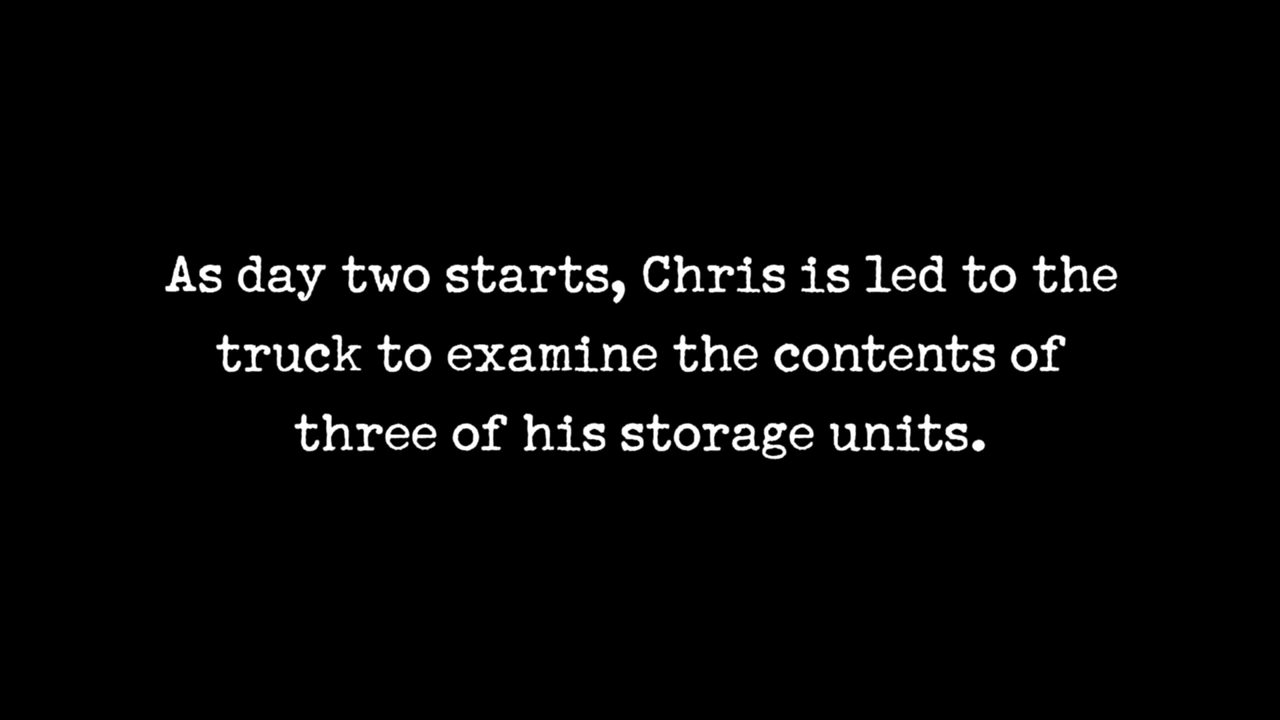 As day two starts, Chris is led to the
truck to examine the contents of
three of his storage units.